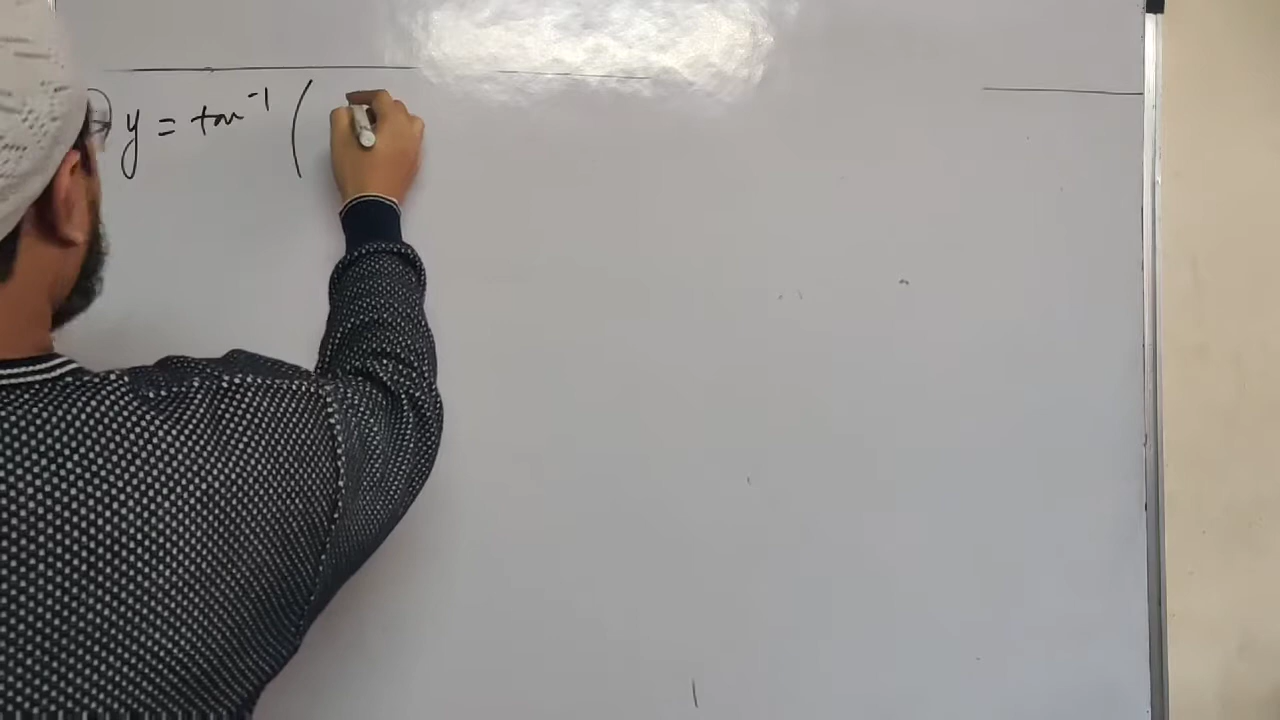 y = tan⁻¹ (